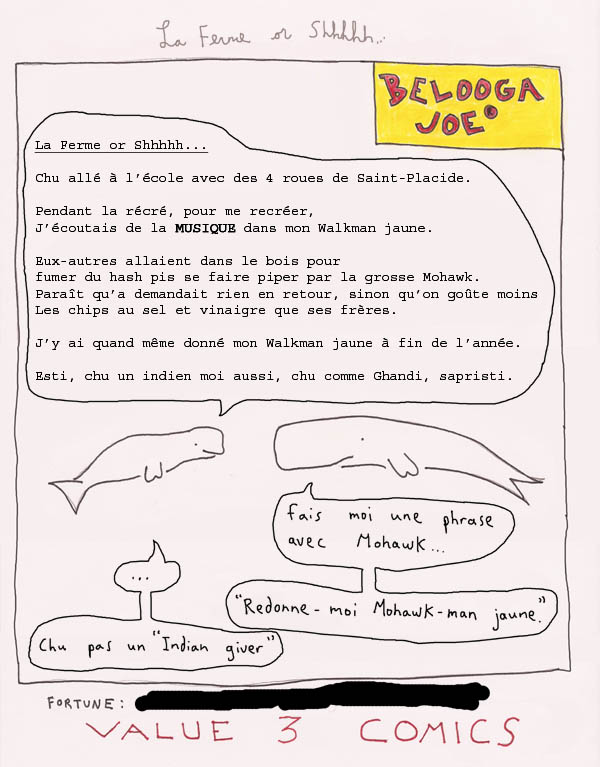 La Ferme or Shhhhh...
BELOOGA
JOE®
La Ferme or Shhhhh...
Chu allé à l'école avec des 4 roues de Saint-Placide.
Pendant la récré, pour me recréer,
J'écoutais de la MUSIQUE dans mon Walkman jaune.
Eux-autres allaient dans le bois pour
fumer du hash pis se faire piper par la grosse Mohawk.
Paraît qu'a demandait rien en retour, sinon qu'on goûte moins
Les chips au sel et vinaigre que ses frères.
J'y ai quand même donné mon Walkman jaune à fin de l'année.
Esti, chu un indien moi aussi, chu comme Ghandi, sapristi.
fais moi une phrase
avec Mohawk...
...
"Redonne-moi Mohawk-man jaune."
Chu pas un "Indian giver"
FORTUNE:
VALUE 3 COMICS